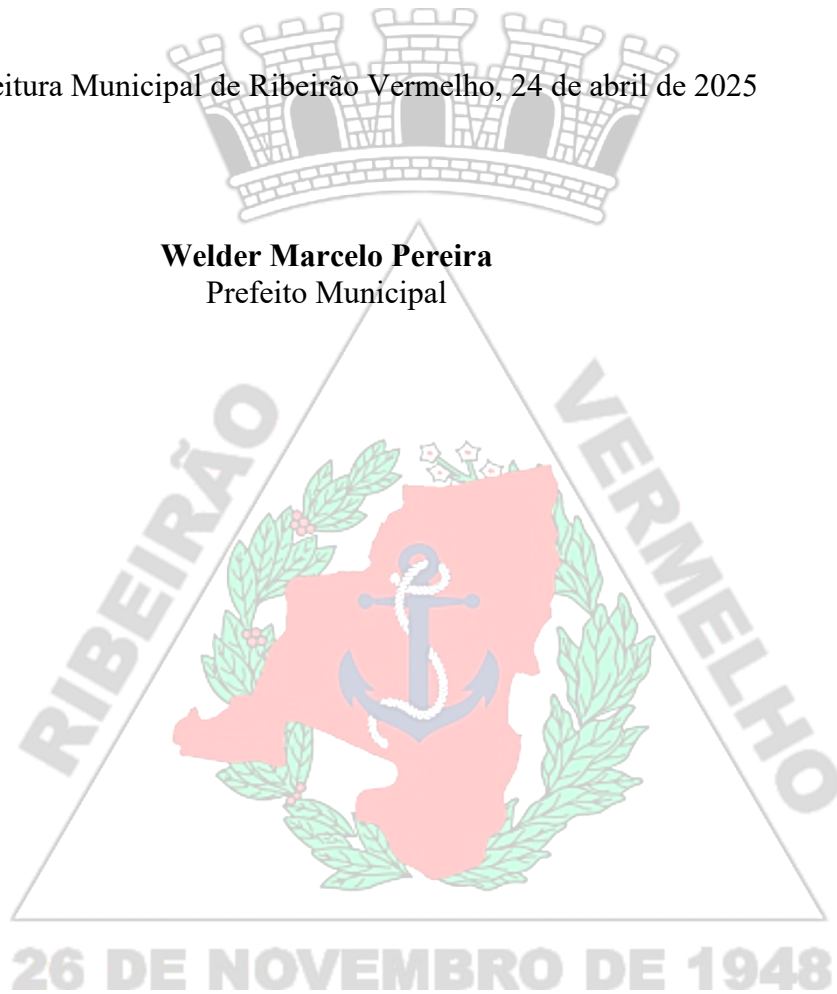 eitura Municipal de Ribeirão Vermelho, 24 de abril de 2025
Welder Marcelo Pereira
Prefeito Municipal
RIBEIRÃO
VERMELHO
26 DE NOVEMBRO DE 1948